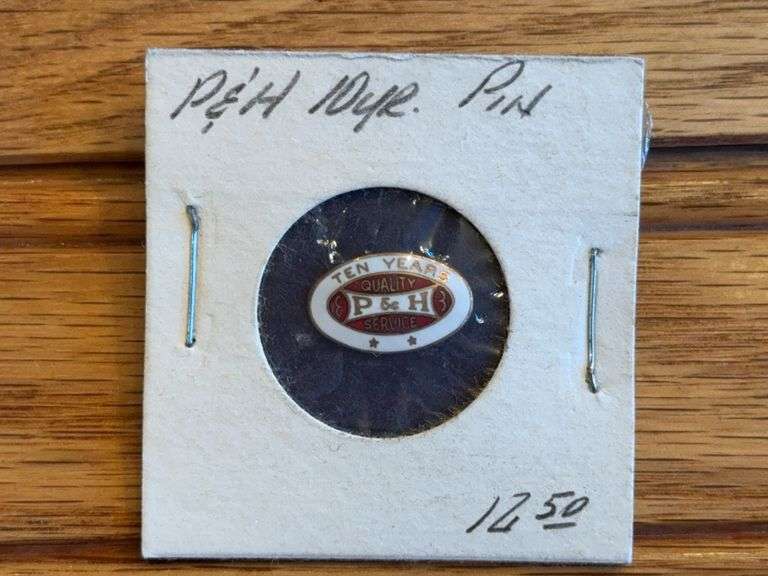 P&H 10yR. PiN
TEN YEARS
QUALITY
P & H
SERVICE
12 50